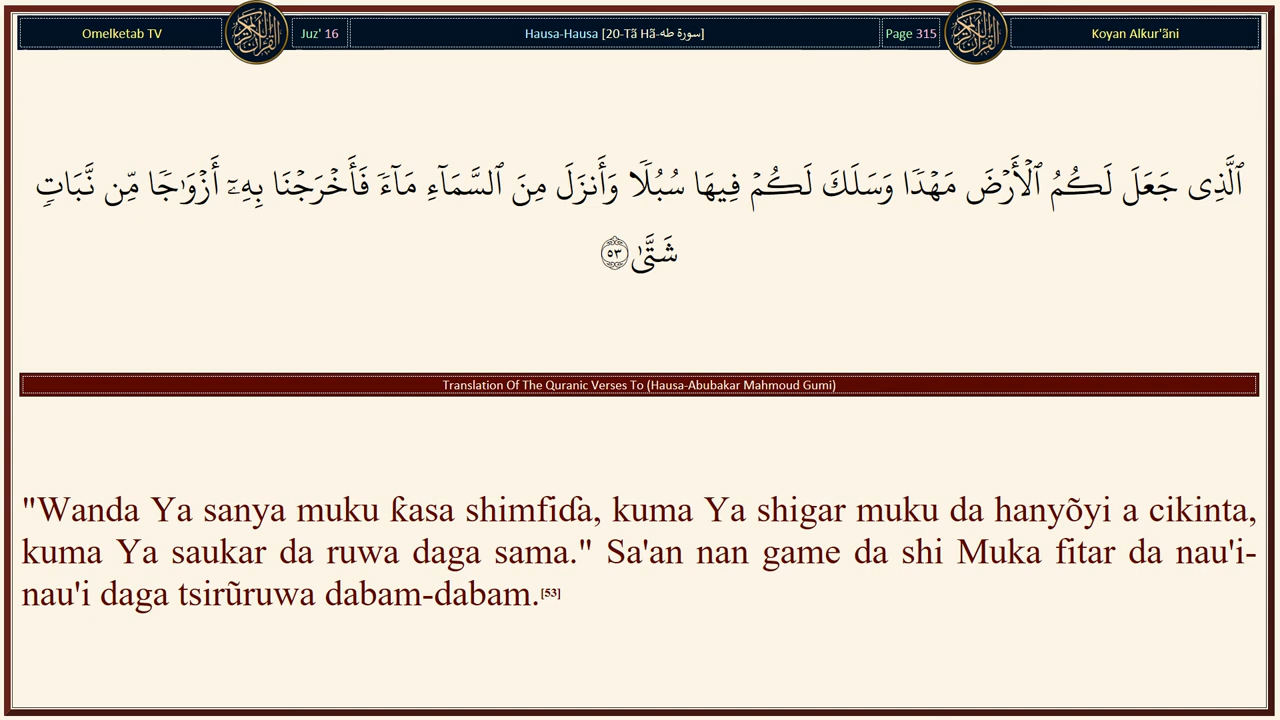 Omelketab TV
Juz' 16
Hausa-Hausa [20-Tã Hã-سورة طه]
Page 315
Koyan Alƙur'ãni
ٱلَّذِى جَعَلَ لَكُمُ ٱلْأَرْضَ مَهْدًا وَسَلَكَ لَكُمْ فِيهَا سُبُلًا وَأَنزَلَ مِنَ ٱلسَّمَآءِ مَآءً فَأَخْرَجْنَا بِهِۦٓ أَزْوَٰجًا مِّن نَّبَاتٍ
شَتَّىٰ ٥٣
Translation Of The Quranic Verses To (Hausa-Abubakar Mahmoud Gumi)
"Wanda Ya sanya muku ƙasa shimfiɗa, kuma Ya shigar muku da hanyõyi a cikinta,
kuma Ya saukar da ruwa daga sama." Sa'an nan game da shi Muka fitar da nau'i-
nau'i daga tsirũruwa dabam-dabam.[53]